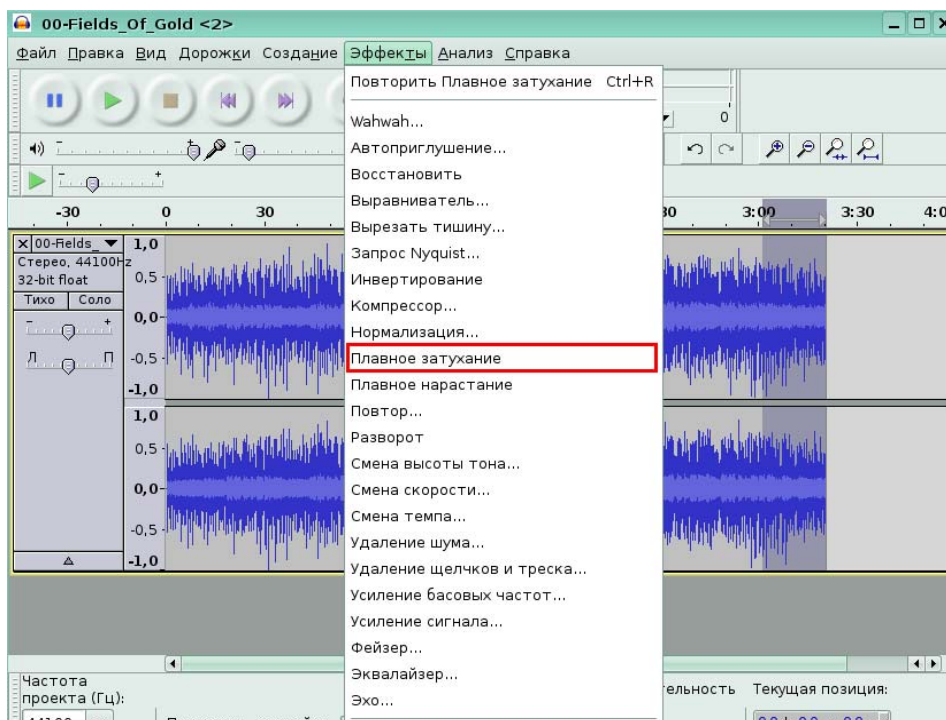 00-Fields_Of_Gold <2>
Файл Правка Вид Дорожки Создание Эффекты Анализ Справка
Повторить Плавное затухание Ctrl+R
Wahwah...
Автоприглушение...
Восстановить
Выравниватель...
Вырезать тишину...
Запрос Nyquist...
Инвертирование
Компрессор...
Нормализация...
Плавное затухание
Плавное нарастание
Повтор...
Разворот
Смена высоты тона...
Смена скорости...
Смена темпа...
Удаление шума...
Удаление щелчков и треска...
Усиление басовых частот...
Усиление сигнала...
Фейзер...
Эквалайзер...
Эхо...
0
-30 0 30 3:00 3:30
00-Fields_
Стерео, 44100Hz
32-bit float
Тихо Соло
- +
Л П
1,0
0,5
0,0
-0,5
-1,0
1,0
0,5
0,0
-0,5
-1,0
Частота
проекта (Гц):
Текущая позиция: